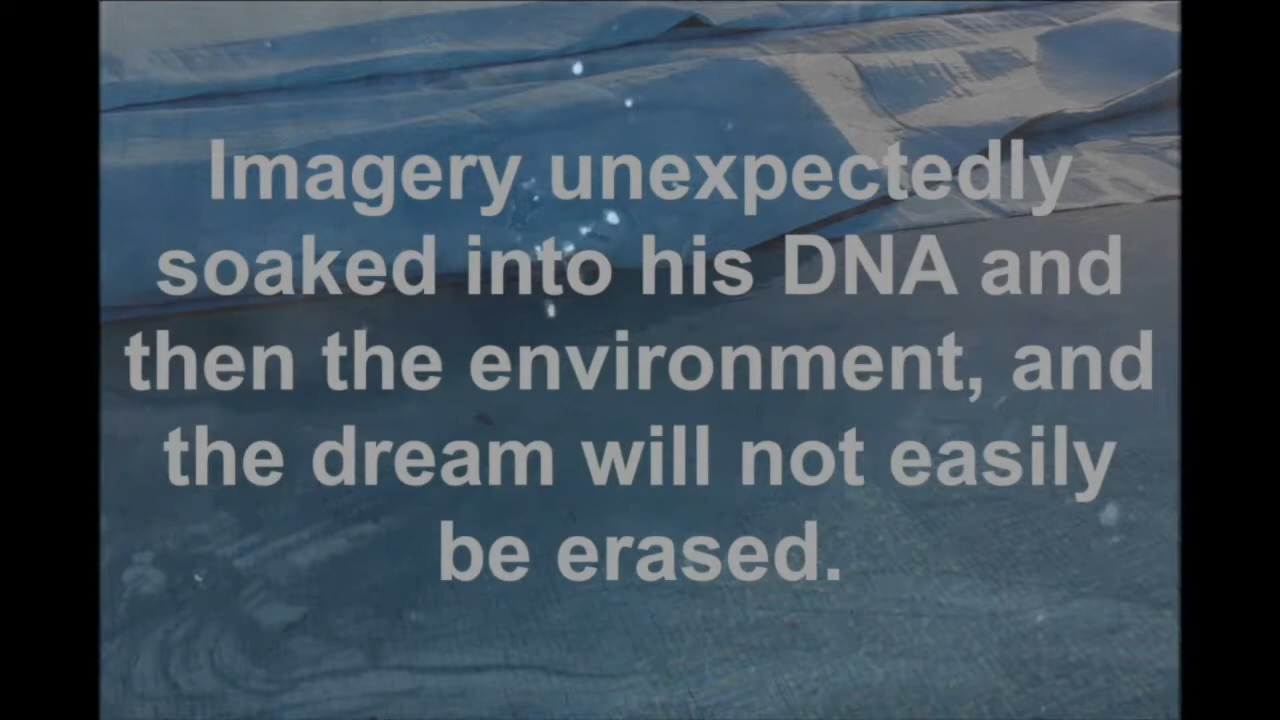 Imagery unexpectedly
soaked into his DNA and
then the environment, and
the dream will not easily
be erased.